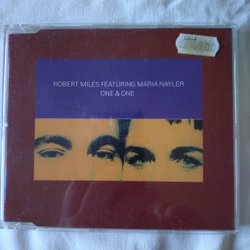 ROBERT MILES FEATURING MARIA NAYLER
ONE & ONE